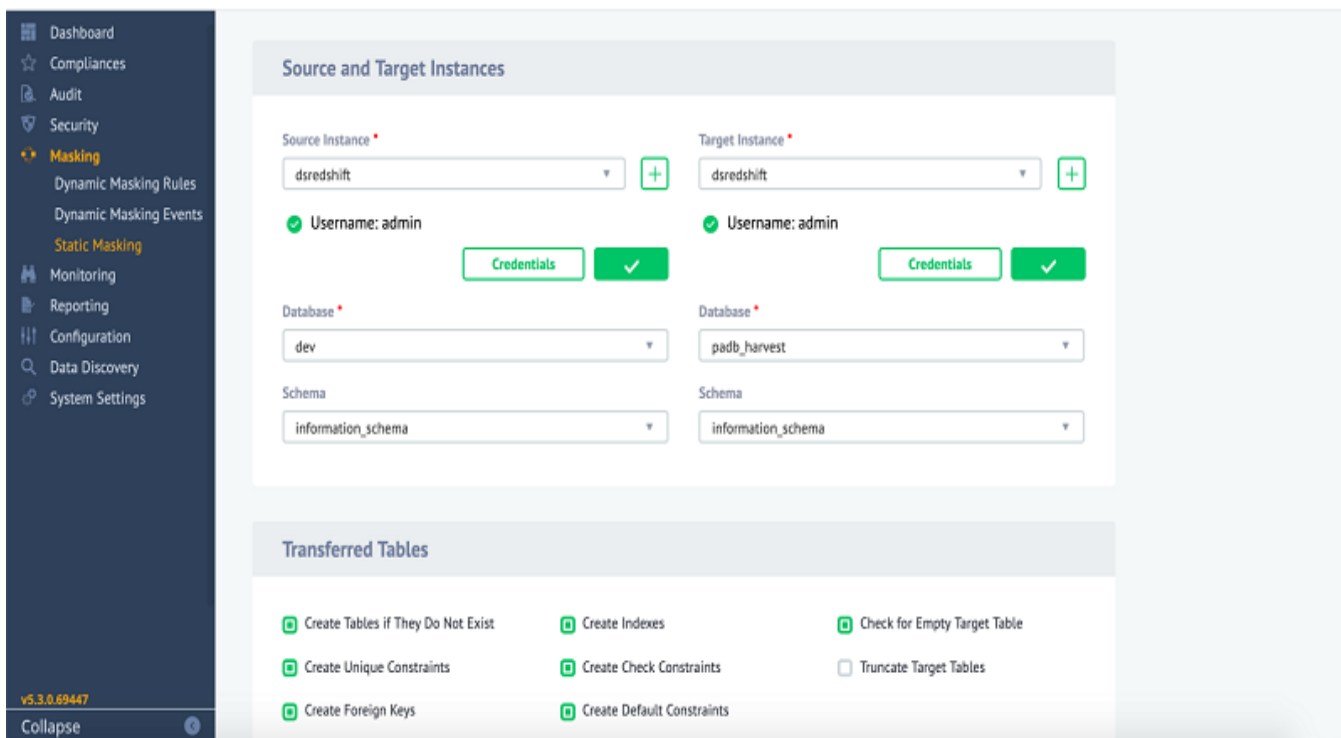 Dashboard
Compliances
Audit
Security
Masking
Dynamic Masking Rules
Dynamic Masking Events
Static Masking
Monitoring
Reporting
Configuration
Data Discovery
System Settings
v5.3.0.69447
Collapse
Source and Target Instances
Source Instance *
Target Instance *
dsredshift
dsredshift
Username: admin
Username: admin
Credentials
Credentials
Database *
Database *
dev
padb_harvest
Schema
Schema
information_schema
information_schema
Transferred Tables
Create Tables if They Do Not Exist
Create Indexes
Check for Empty Target Table
Create Unique Constraints
Create Check Constraints
Truncate Target Tables
Create Foreign Keys
Create Default Constraints